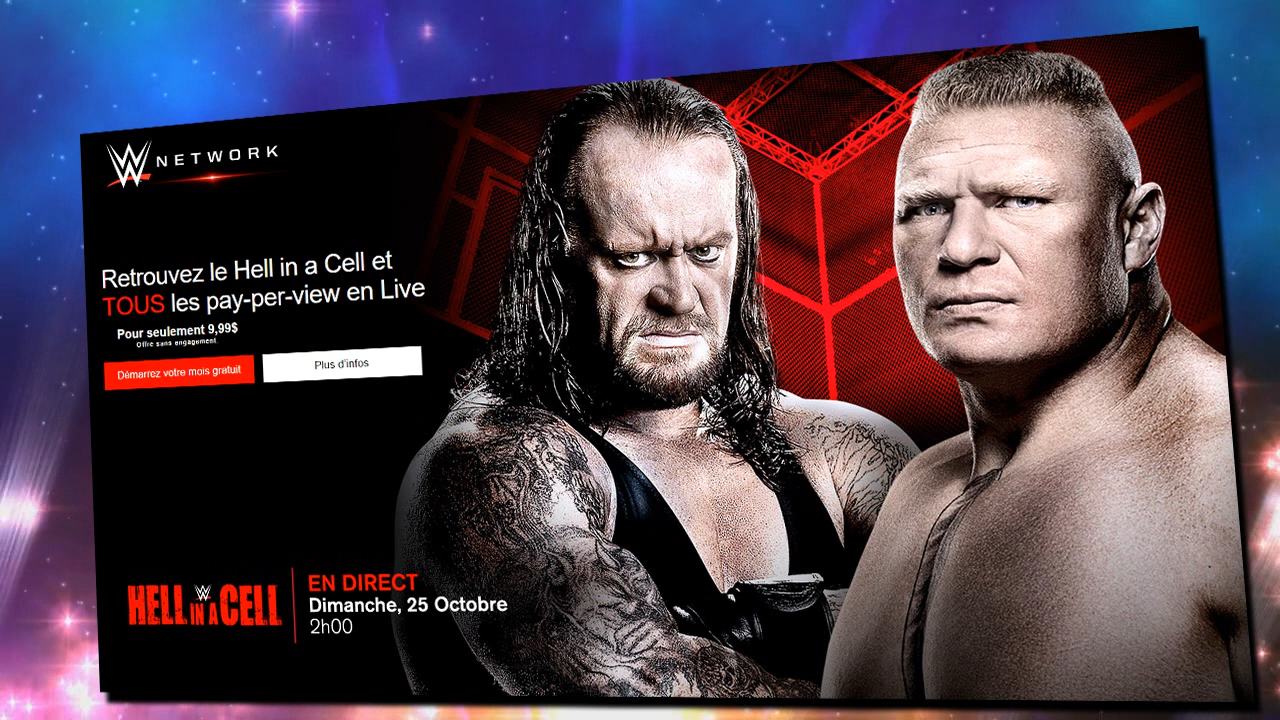 WWE NETWORK
Retrouvez le Hell in a Cell et
TOUS les pay-per-view en Live
Pour seulement 9,99$
Offre sans engagement.
Démarrez votre mois gratuit
Plus d'infos
HELL IN A CELL
EN DIRECT
Dimanche, 25 Octobre
2h00